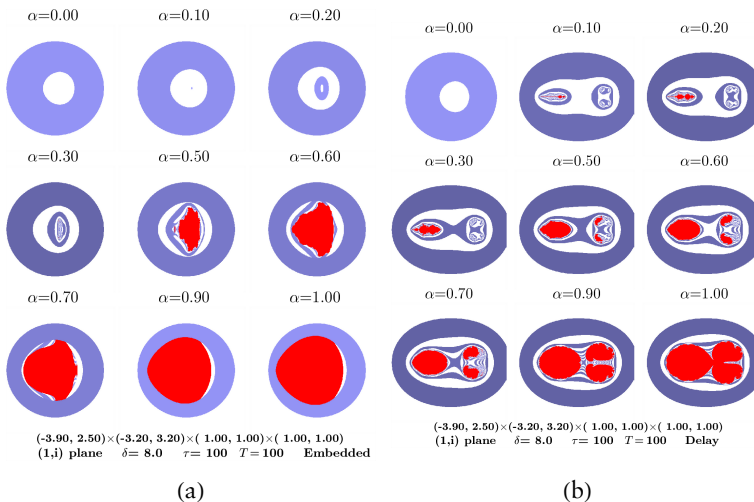 α=0.00 α=0.10 α=0.20
α=0.30 α=0.50 α=0.60
α=0.70 α=0.90 α=1.00
(-3.90, 2.50)×(-3.20, 3.20)×( 1.00, 1.00)×( 1.00, 1.00)
(1,i) plane δ= 8.0 τ= 100 T= 100 Embedded
(a)
α=0.00 α=0.10 α=0.20
α=0.30 α=0.50 α=0.60
α=0.70 α=0.90 α=1.00
(-3.90, 2.50)×(-3.20, 3.20)×( 1.00, 1.00)×( 1.00, 1.00)
(1,i) plane δ= 8.0 τ= 100 T= 100 Delay
(b)